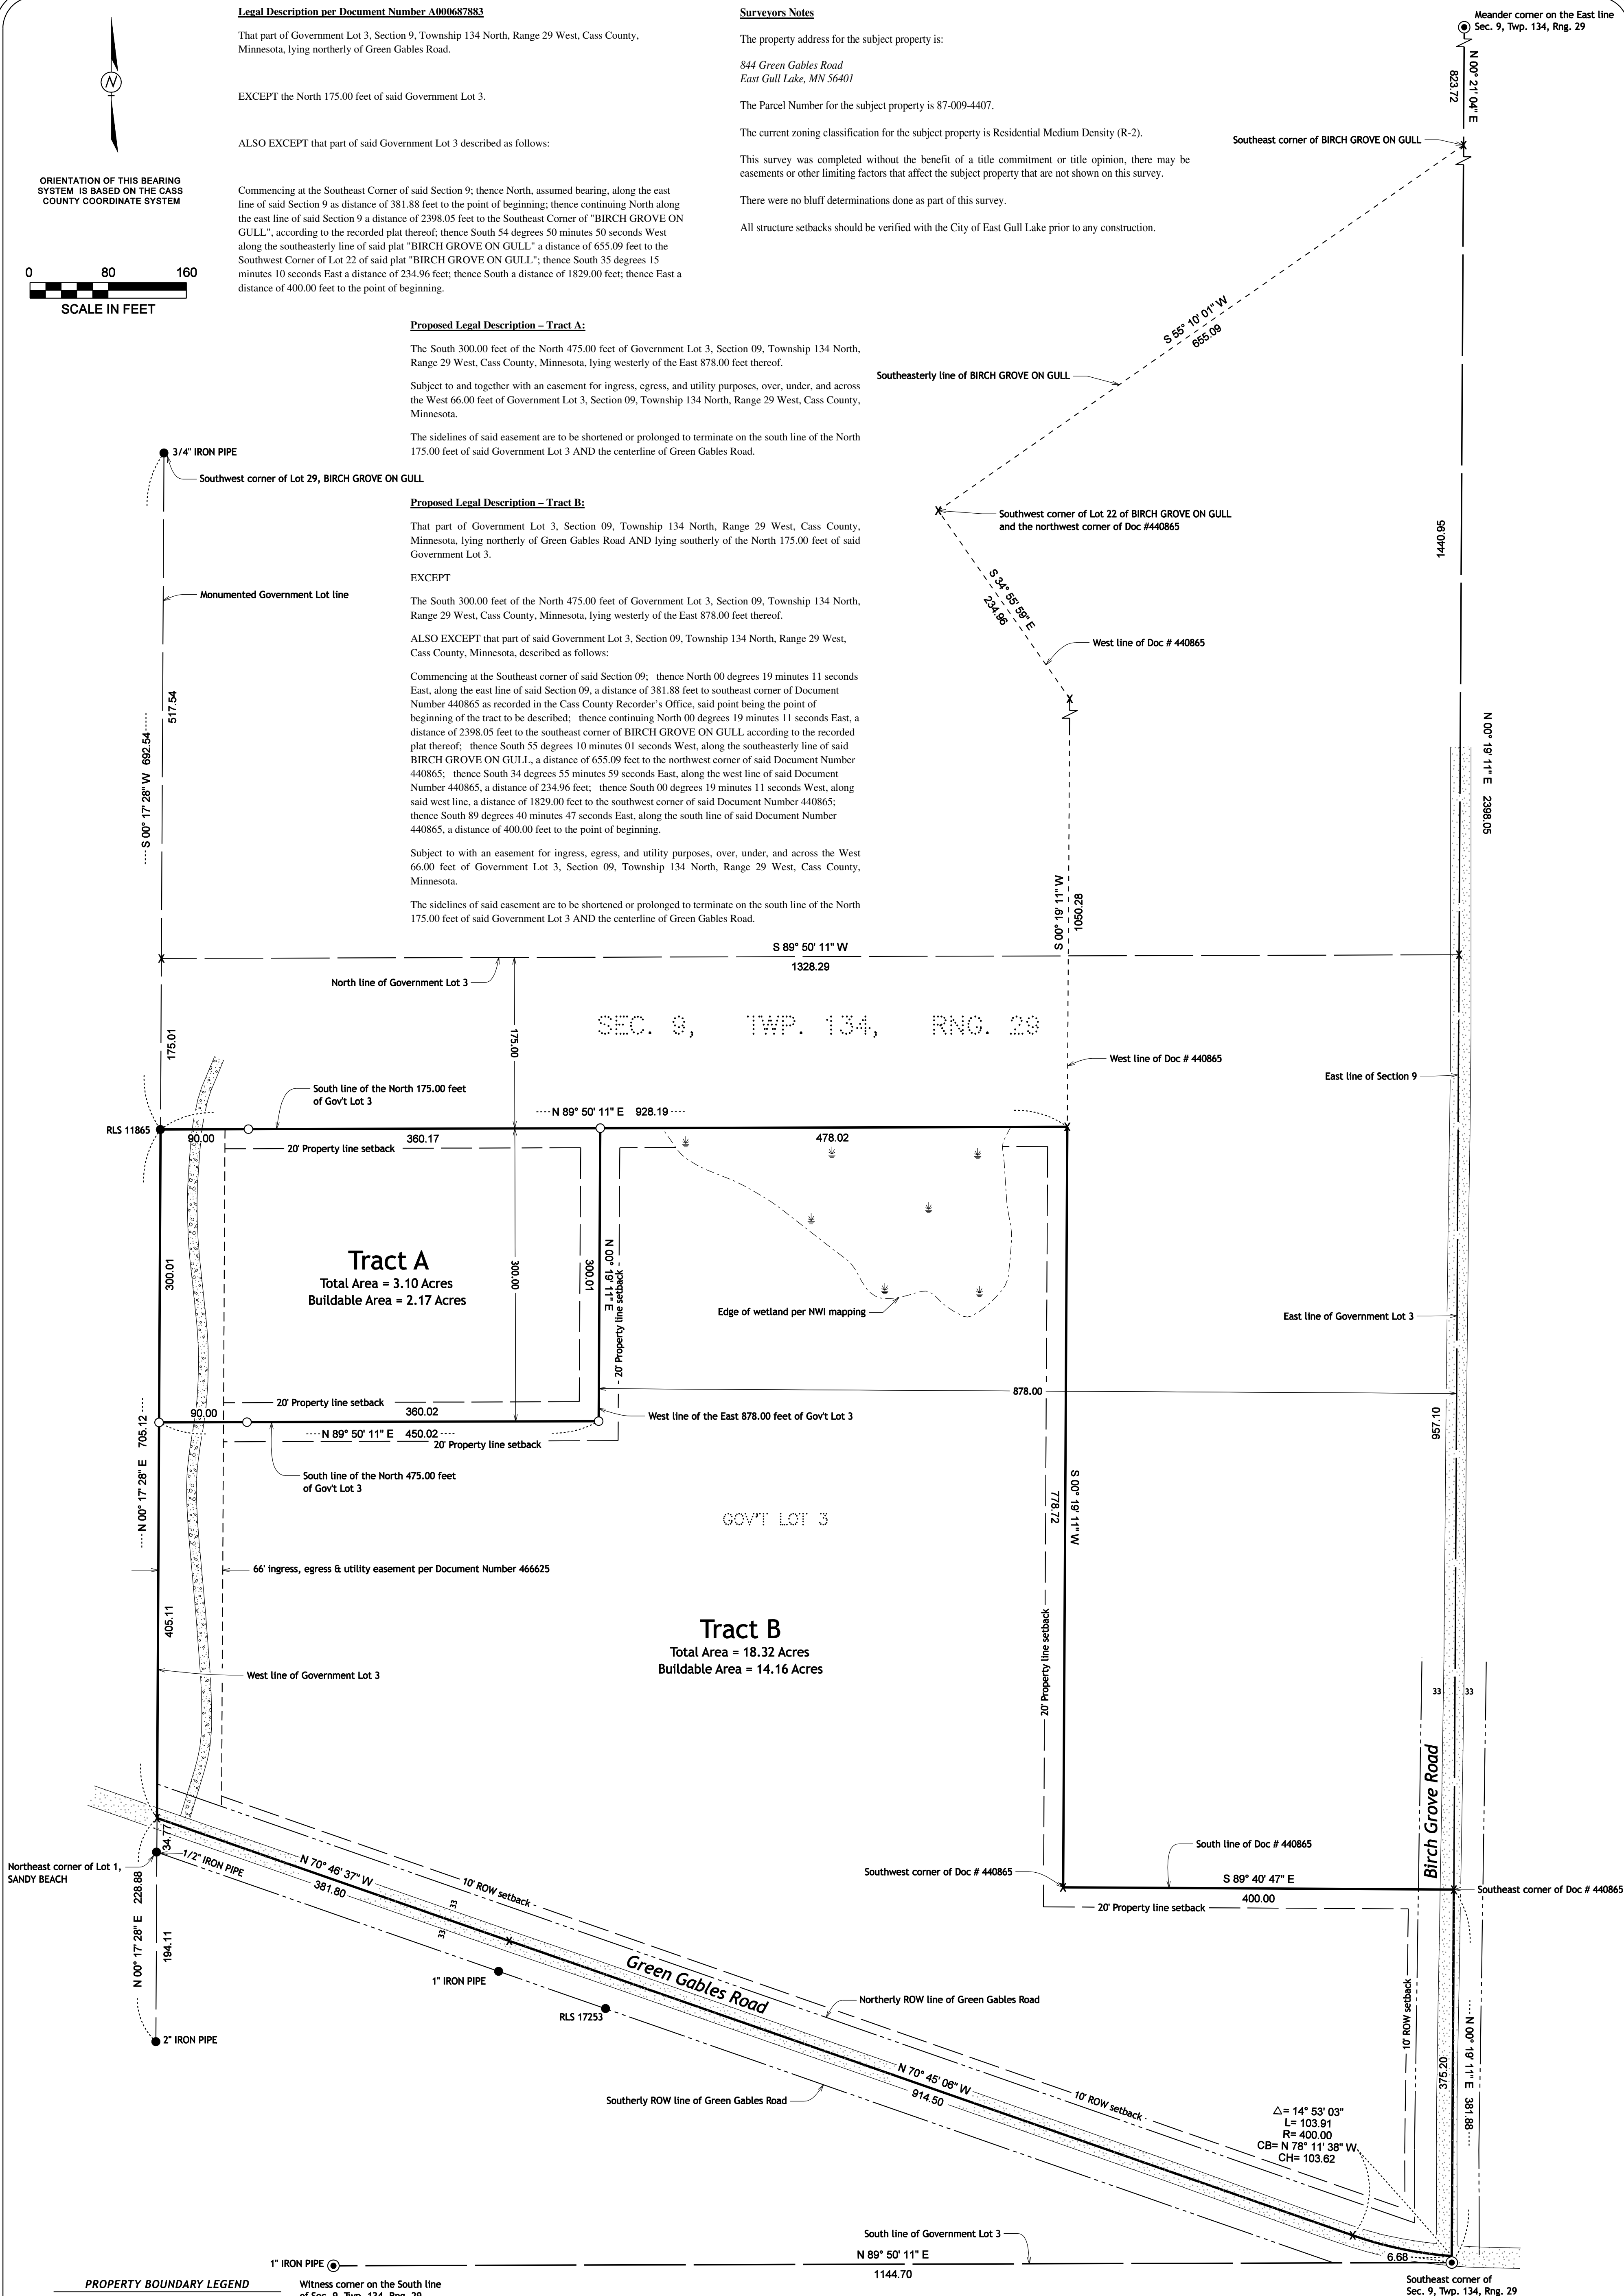 Legal Description per Document Number A000687883
That part of Government Lot 3, Section 9, Township 134 North, Range 29 West, Cass County,
Minnesota, lying northerly of Green Gables Road.
EXCEPT the North 175.00 feet of said Government Lot 3.
ALSO EXCEPT that part of said Government Lot 3 described as follows:
Commencing at the Southeast Corner of said Section 9; thence North, assumed bearing, along the east
line of said Section 9 as distance of 381.88 feet to the point of beginning; thence continuing North along
the east line of said Section 9 a distance of 2398.05 feet to the Southeast Corner of "BIRCH GROVE ON
GULL", according to the recorded plat thereof; thence South 54 degrees 50 minutes 50 seconds West
along the southeasterly line of said plat "BIRCH GROVE ON GULL" a distance of 655.09 feet to the
Southwest Corner of Lot 22 of said plat "BIRCH GROVE ON GULL"; thence South 35 degrees 15
minutes 10 seconds East a distance of 234.96 feet; thence South a distance of 1829.00 feet; thence East a
distance of 400.00 feet to the point of beginning.
Surveyors Notes
The property address for the subject property is:
844 Green Gables Road
East Gull Lake, MN 56401
The Parcel Number for the subject property is 87-009-4407.
The current zoning classification for the subject property is Residential Medium Density (R-2).
This survey was completed without the benefit of a title commitment or title opinion, there may be
easements or other limiting factors that affect the subject property that are not shown on this survey.
There were no bluff determinations done as part of this survey.
All structure setbacks should be verified with the City of East Gull Lake prior to any construction.
N
ORIENTATION OF THIS BEARING
SYSTEM IS BASED ON THE CASS
COUNTY COORDINATE SYSTEM
0 80 160
SCALE IN FEET
Proposed Legal Description – Tract A:
The South 300.00 feet of the North 475.00 feet of Government Lot 3, Section 09, Township 134 North,
Range 29 West, Cass County, Minnesota, lying westerly of the East 878.00 feet thereof.
Subject to and together with an easement for ingress, egress, and utility purposes, over, under, and across
the West 66.00 feet of Government Lot 3, Section 09, Township 134 North, Range 29 West, Cass County,
Minnesota.
The sidelines of said easement are to be shortened or prolonged to terminate on the south line of the North
175.00 feet of said Government Lot 3 AND the centerline of Green Gables Road.
Proposed Legal Description – Tract B:
That part of Government Lot 3, Section 09, Township 134 North, Range 29 West, Cass County,
Minnesota, lying northerly of Green Gables Road AND lying southerly of the North 175.00 feet of said
Government Lot 3.
EXCEPT
The South 300.00 feet of the North 475.00 feet of Government Lot 3, Section 09, Township 134 North,
Range 29 West, Cass County, Minnesota, lying westerly of the East 878.00 feet thereof.
ALSO EXCEPT that part of said Government Lot 3, Section 09, Township 134 North, Range 29 West,
Cass County, Minnesota, described as follows:
Commencing at the Southeast corner of said Section 09; thence North 00 degrees 19 minutes 11 seconds
East, along the east line of said Section 09, a distance of 381.88 feet to southeast corner of Document
Number 440865 as recorded in the Cass County Recorder's Office, said point being the point of
beginning of the tract to be described; thence continuing North 00 degrees 19 minutes 11 seconds East, a
distance of 2398.05 feet to the southeast corner of BIRCH GROVE ON GULL according to the recorded
plat thereof; thence South 55 degrees 10 minutes 01 seconds West, along the southeasterly line of said
BIRCH GROVE ON GULL, a distance of 655.09 feet to the northwest corner of said Document Number
440865; thence South 34 degrees 55 minutes 59 seconds East, along the west line of said Document
Number 440865, a distance of 234.96 feet; thence South 00 degrees 19 minutes 11 seconds West, along
said west line, a distance of 1829.00 feet to the southwest corner of said Document Number 440865;
thence South 89 degrees 40 minutes 47 seconds East, along the south line of said Document Number
440865, a distance of 400.00 feet to the point of beginning.
Subject to with an easement for ingress, egress, and utility purposes, over, under, and across the West
66.00 feet of Government Lot 3, Section 09, Township 134 North, Range 29 West, Cass County,
Minnesota.
The sidelines of said easement are to be shortened or prolonged to terminate on the south line of the North
175.00 feet of said Government Lot 3 AND the centerline of Green Gables Road.
Meander corner on the East line
Sec. 9, Twp. 134, Rng. 29
N 00° 21' 04" E
823.72
Southeast corner of BIRCH GROVE ON GULL
S 55° 10' 01" W
655.09
Southeasterly line of BIRCH GROVE ON GULL
3/4" IRON PIPE
Southwest corner of Lot 29, BIRCH GROVE ON GULL
Southwest corner of Lot 22 of BIRCH GROVE ON GULL
and the northwest corner of Doc #440865
1440.95
S 34° 55' 59" E
234.96
Monumented Government Lot line
West line of Doc # 440865
517.54
S 00° 17' 28" W 692.54
N 00° 19' 11" E 2398.05
S 00° 19' 11" W
1050.28
S 89° 50' 11" W
1328.29
North line of Government Lot 3
SEC. 9, TWP. 134, RNG. 29
175.01
175.00
West line of Doc # 440865
East line of Section 9
South line of the North 175.00 feet
of Gov't Lot 3
N 89° 50' 11" E 928.19
RLS 11865
90.00
360.17
478.02
20' Property line setback
Tract A
Total Area = 3.10 Acres
Buildable Area = 2.17 Acres
300.01
300.00
300.01
N 00° 19' 11" E
20' Property line setback
Edge of wetland per NWI mapping
East line of Government Lot 3
20' Property line setback
878.00
90.00
360.02
West line of the East 878.00 feet of Gov't Lot 3
957.10
N 89° 50' 11" E 450.02
20' Property line setback
South line of the North 475.00 feet
of Gov't Lot 3
N 00° 17' 28" E 705.12
778.72
S 00° 19' 11" W
GOV'T LOT 3
66' ingress, egress & utility easement per Document Number 466625
405.11
Tract B
Total Area = 18.32 Acres
Buildable Area = 14.16 Acres
West line of Government Lot 3
20' Property line setback
33
33
Birch Grove Road
34.77
Northeast corner of Lot 1,
SANDY BEACH
1/2" IRON PIPE
N 70° 46' 37" W
381.80
10' ROW setback
33
33
South line of Doc # 440865
Southwest corner of Doc # 440865
S 89° 40' 47" E
400.00
Southeast corner of Doc # 440865
20' Property line setback
N 00° 17' 28" E 228.88
194.11
1" IRON PIPE
Green Gables Road
Northerly ROW line of Green Gables Road
RLS 17253
2" IRON PIPE
10' ROW setback
N 00° 19' 11" E 381.88
375.20
N 70° 45' 06" W
914.50
Southerly ROW line of Green Gables Road
10' ROW setback
△= 14° 53' 03"
L= 103.91
R= 400.00
CB= N 78° 11' 38" W
CH= 103.62
South line of Government Lot 3
N 89° 50' 11" E
1144.70
6.68
1" IRON PIPE
Southeast corner of
Sec. 9, Twp. 134, Rng. 29
PROPERTY BOUNDARY LEGEND
Witness corner on the South line
of Sec. 9, Twp. 134, Rng. 29